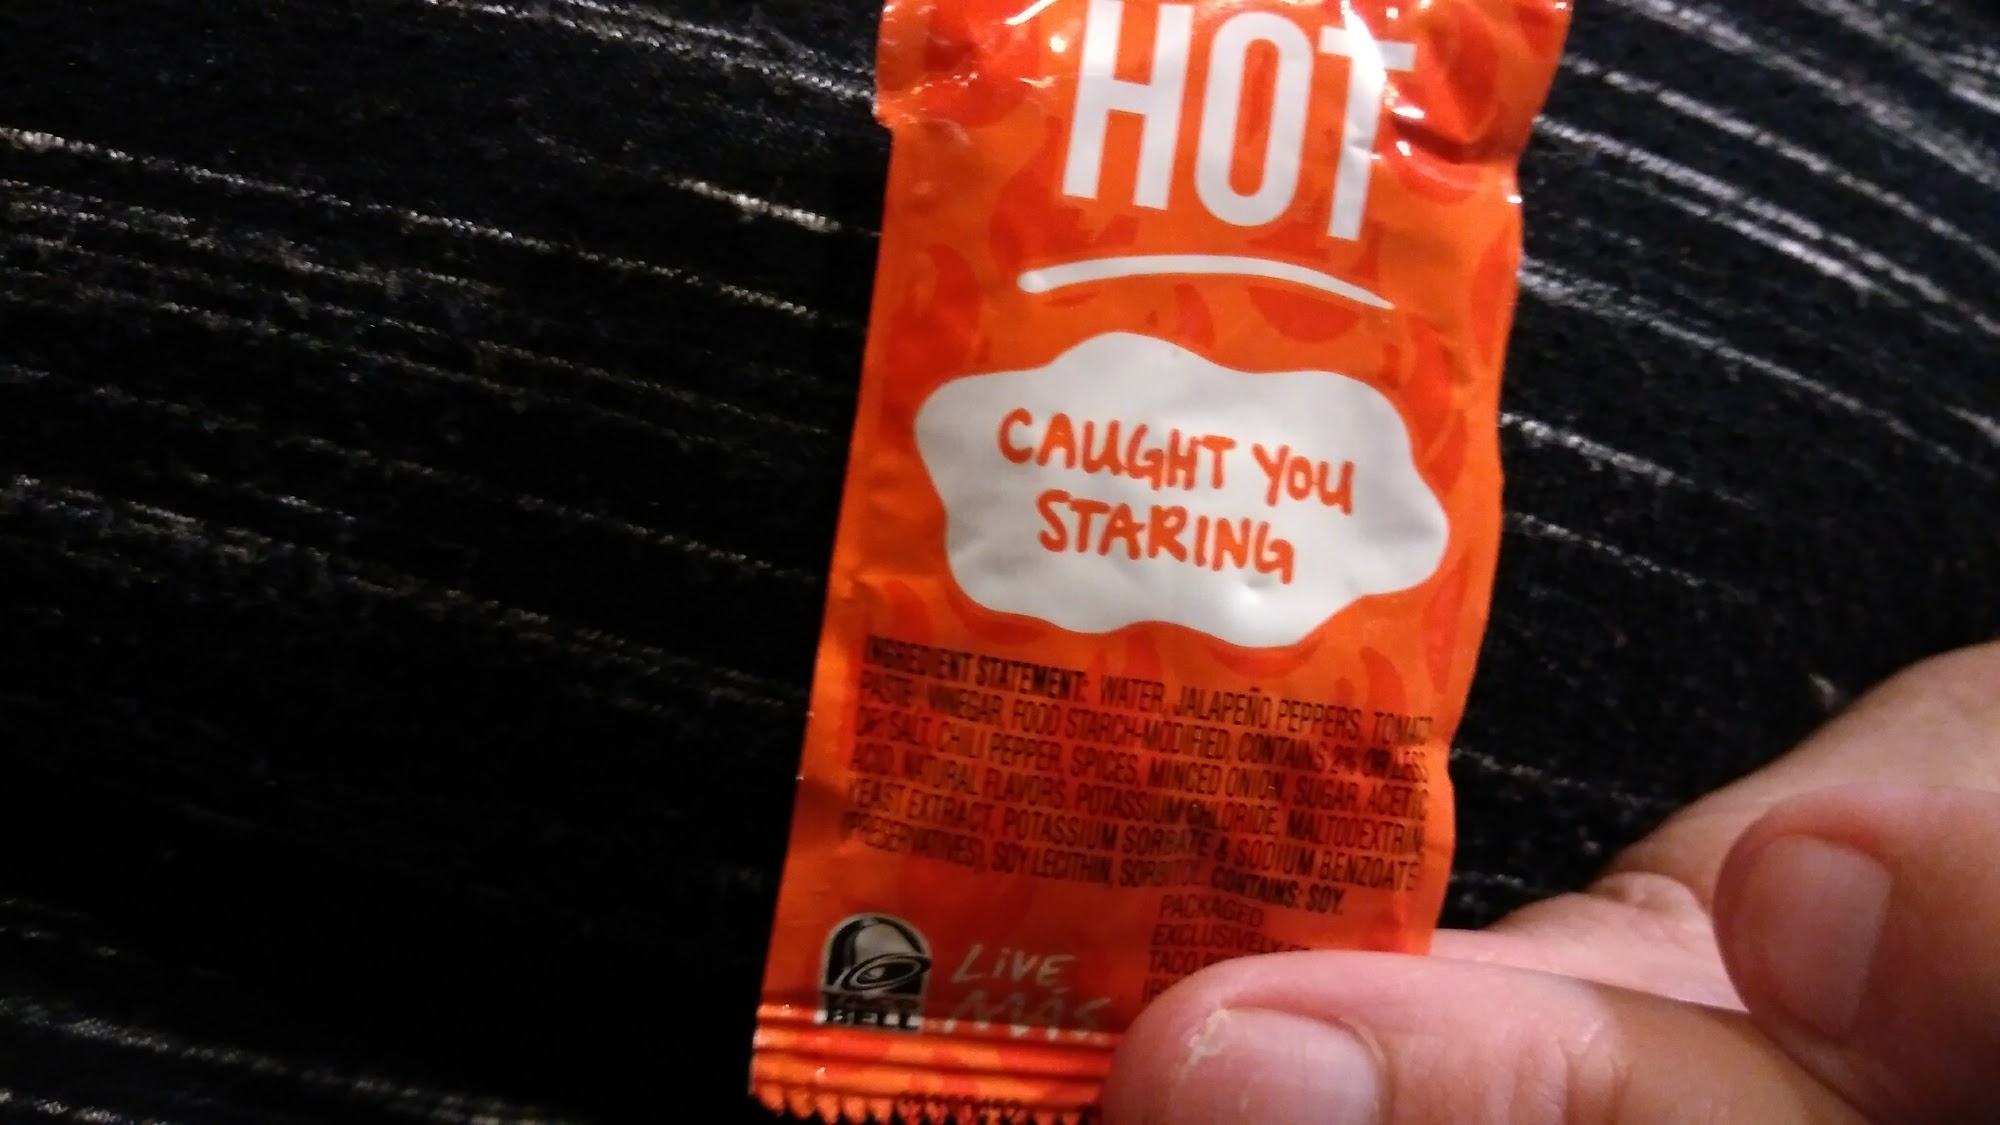 HOT
CAUGHT YOU
STARING
INGREDIENT STATEMENT: WATER, JALAPEÑO PEPPERS, TOMATO
PASTE, VINEGAR, FOOD STARCH-MODIFIED, CONTAINS 2% OR LESS
OF SALT, CHILI PEPPER, SPICES, MINCED ONION, SUGAR, ACETIC
ACID, NATURAL FLAVORS, POTASSIUM CHLORIDE, MALTODEXTRIN,
YEAST EXTRACT, POTASSIUM SORBATE & SODIUM BENZOATE
(PRESERVATIVES), SOY LECITHIN, SORBITOL. CONTAINS: SOY.
PACKAGED
EXCLUSIVELY
TACO
LIVE
MÁS
TACO
BELL